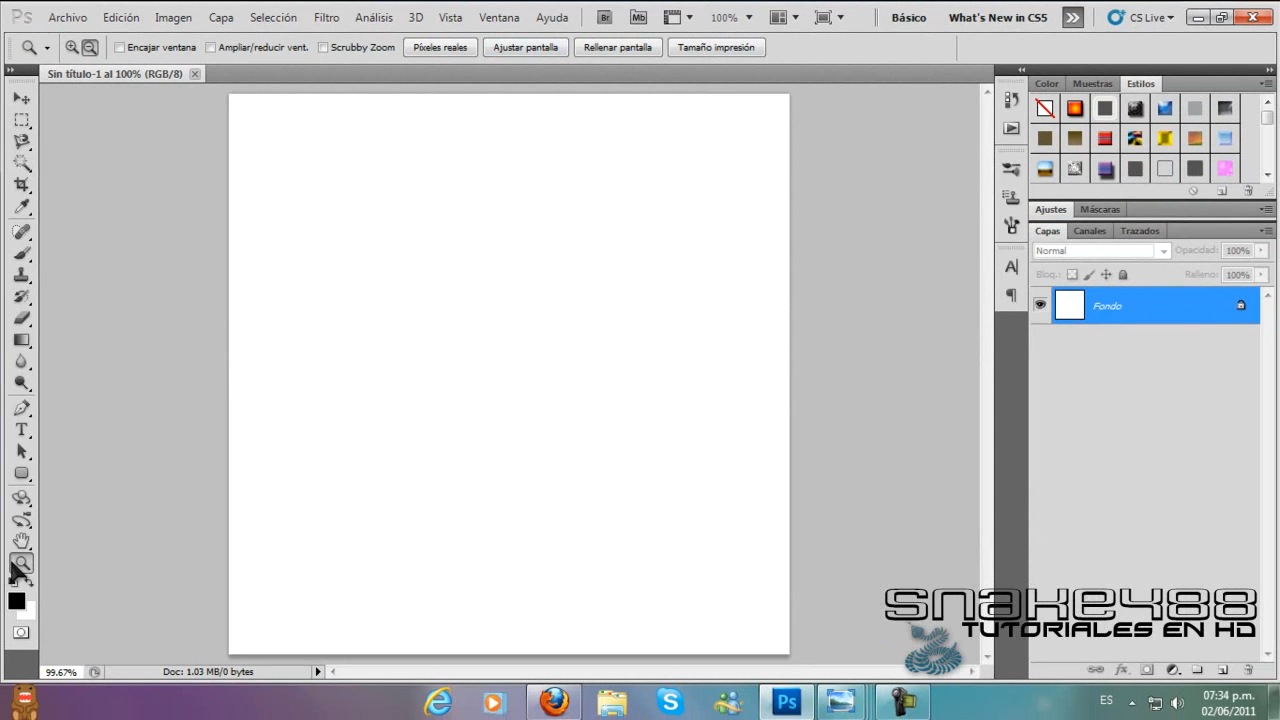 Ps Archivo Edición Imagen Capa Selección Filtro Análisis 3D Vista Ventana Ayuda Br Mb 100% Básico What's New in CS5 CS Live
Encajar ventana Ampliar/reducir vent. Scrubby Zoom Píxeles reales Ajustar pantalla Rellenar pantalla Tamaño impresión
Sin título-1 al 100% (RGB/8)
Color Muestras Estilos
Ajustes Máscaras
Capas Canales Trazados
Normal Opacidad: 100%
Bloq.: Relleno: 100%
Fondo
T
A
snake488
TUTORIALES EN HD
99.67% Doc: 1.03 MB/0 bytes
fx
Ps
ES 07:34 p.m.
02/06/2011